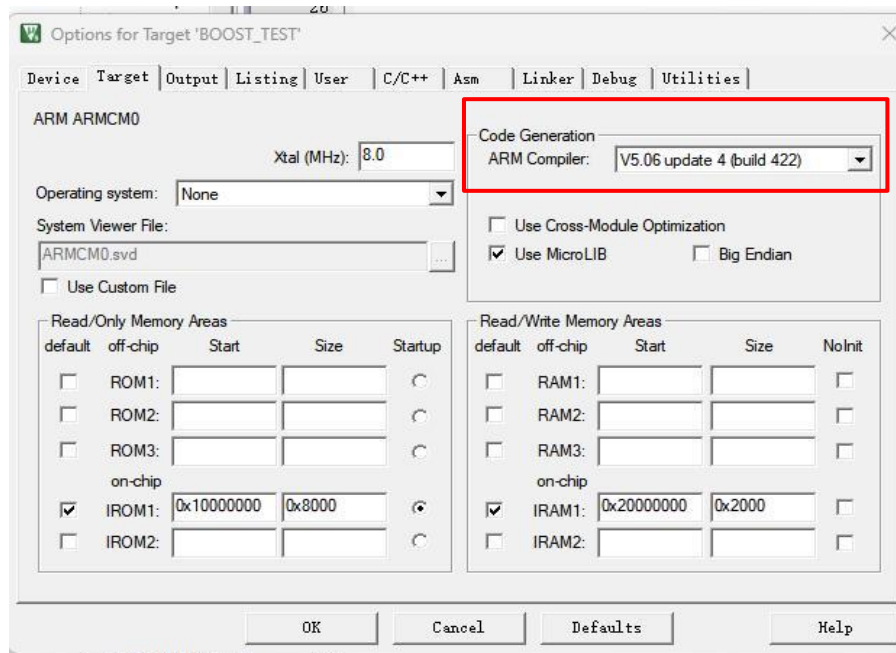 Options for Target 'BOOST_TEST'
Device Target Output Listing User C/C++ Asm Linker Debug Utilities
ARM ARMCM0
Xtal (MHz): 8.0
Operating system: None
System Viewer File:
ARMCM0.svd
...
Use Custom File
Code Generation
ARM Compiler: V5.06 update 4 (build 422)
Use Cross-Module Optimization
Use MicroLIB Big Endian
Read/Only Memory Areas
default off-chip Start Size Startup
ROM1:
ROM2:
ROM3:
on-chip
IROM1: 0x10000000 0x8000
IROM2:
Read/Write Memory Areas
default off-chip Start Size NoInit
RAM1:
RAM2:
RAM3:
on-chip
IRAM1: 0x20000000 0x2000
IRAM2:
OK Cancel Defaults Help